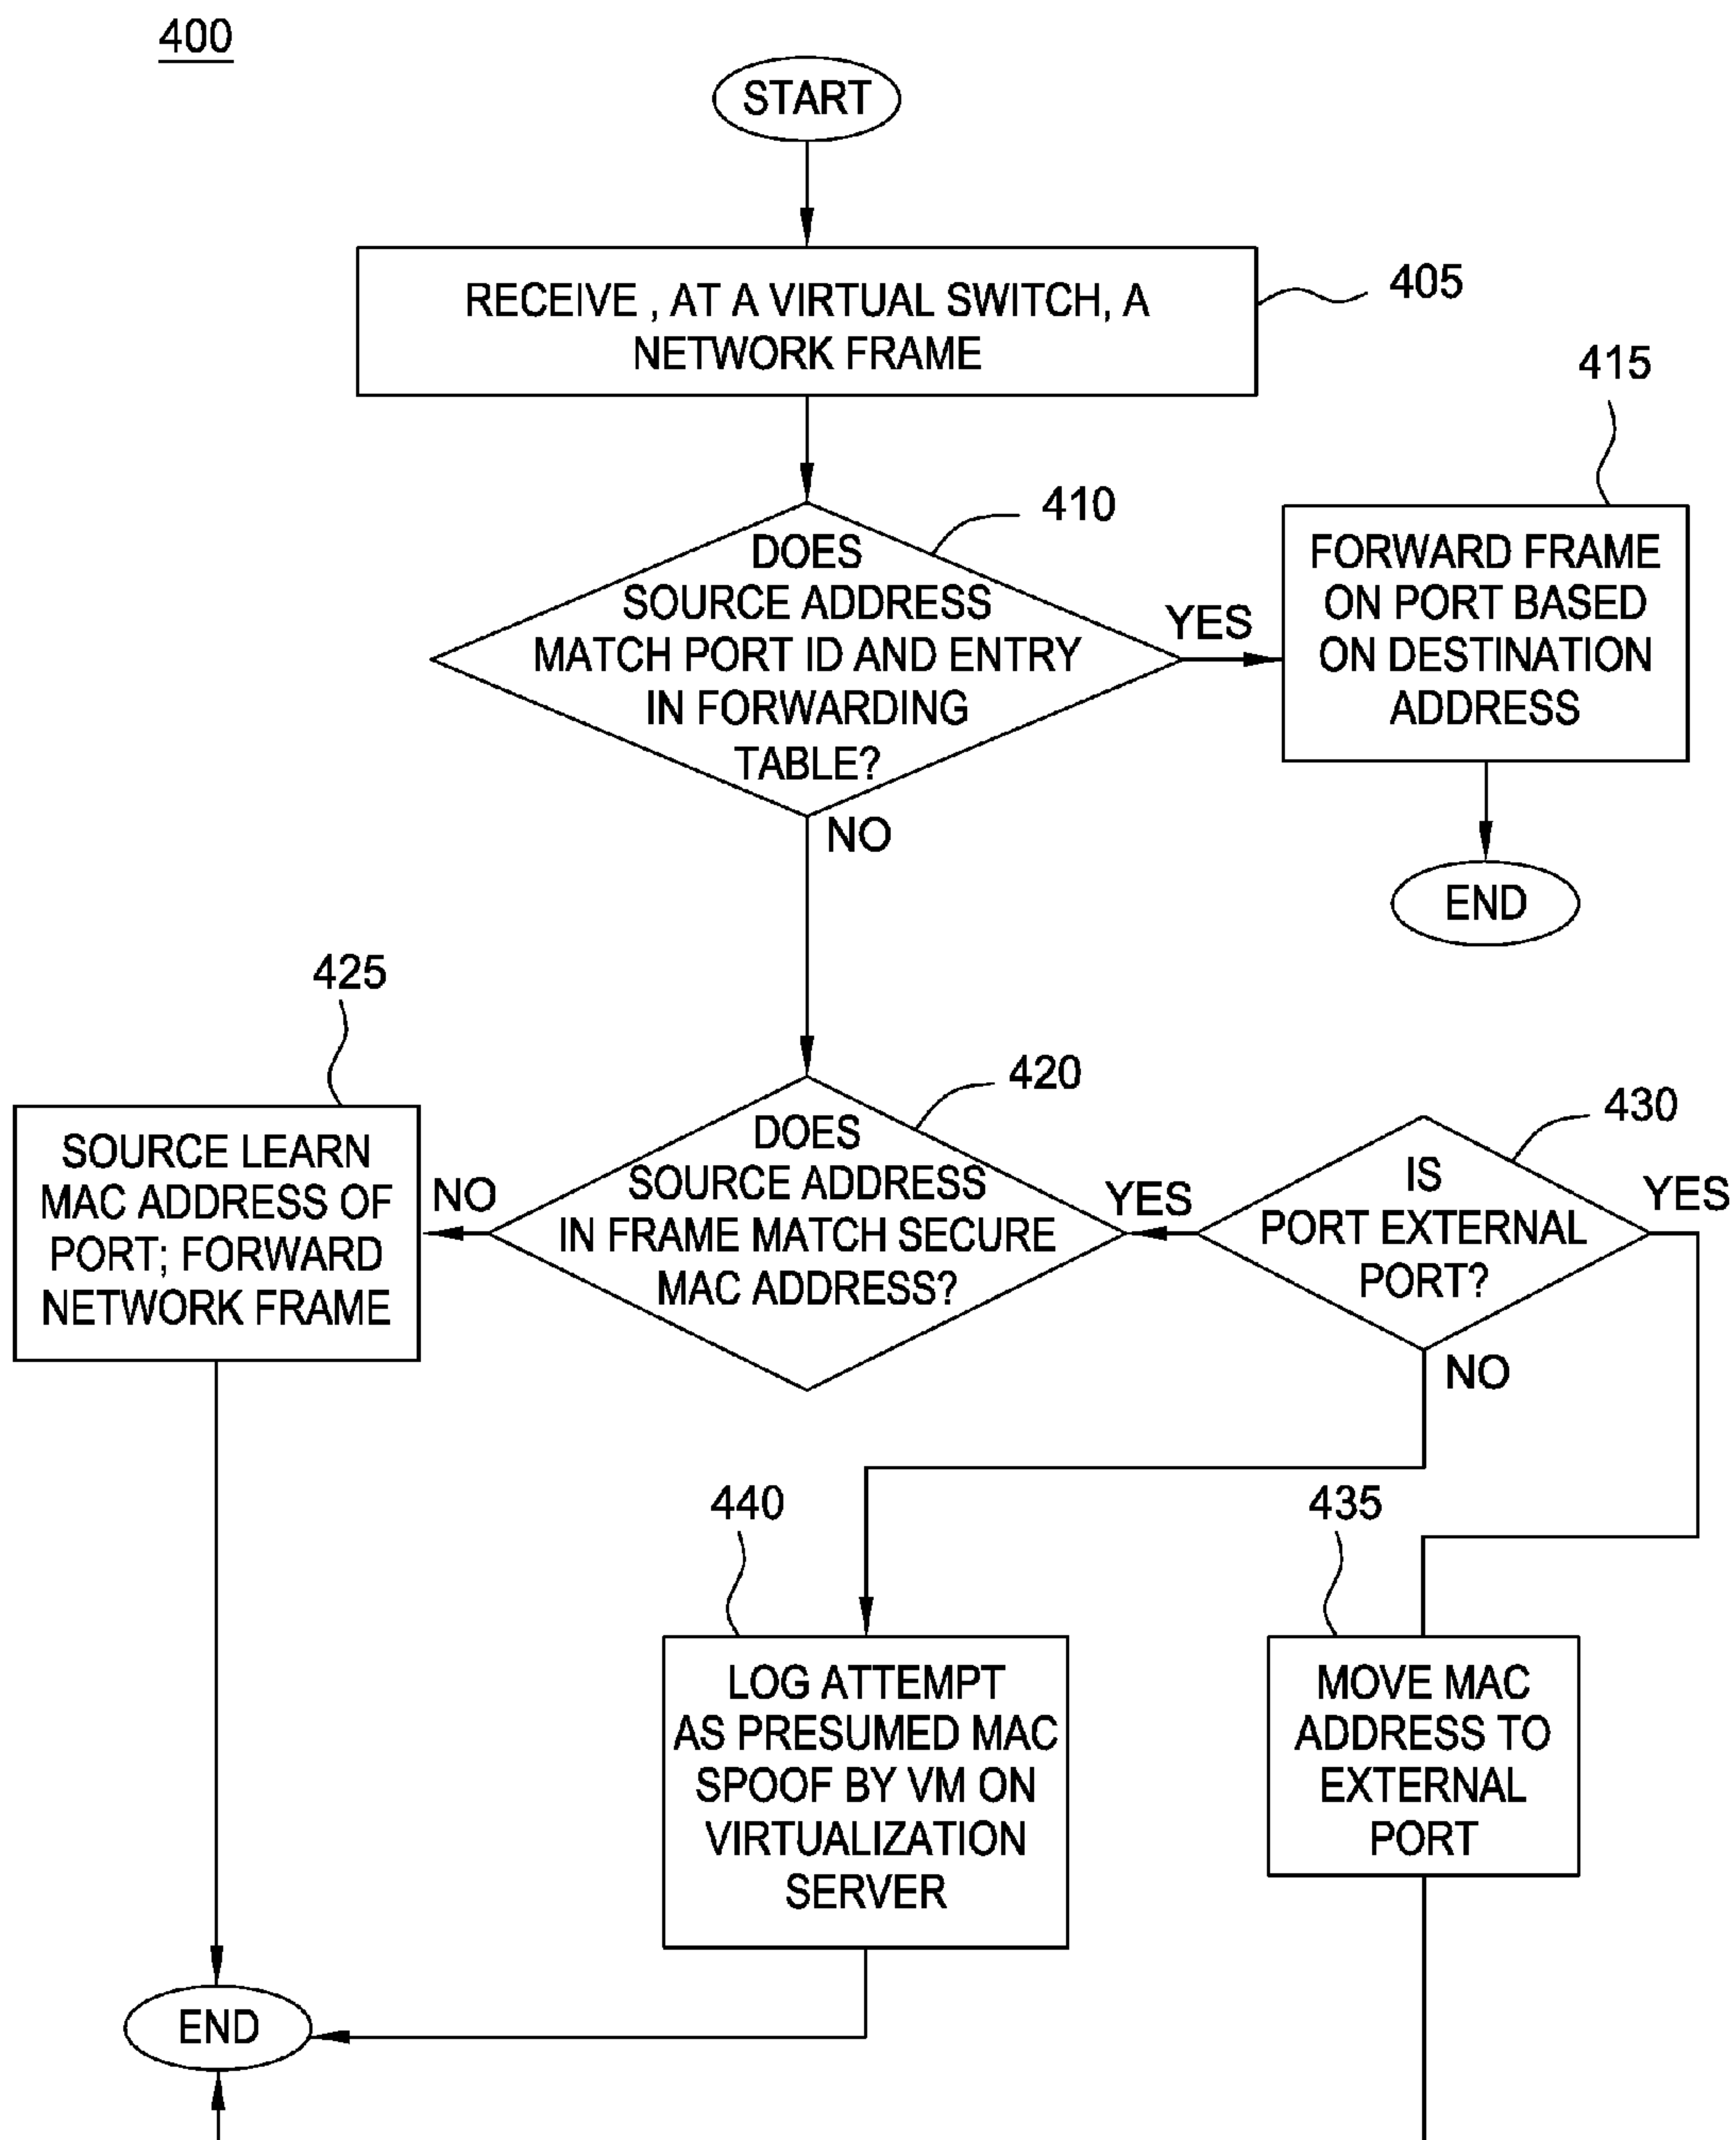 400
START
RECEIVE , AT A VIRTUAL SWITCH, A
NETWORK FRAME
405
415
410
DOES
SOURCE ADDRESS
MATCH PORT ID AND ENTRY
IN FORWARDING
TABLE?
YES
FORWARD FRAME
ON PORT BASED
ON DESTINATION
ADDRESS
NO
END
425
420
430
SOURCE LEARN
MAC ADDRESS OF
PORT; FORWARD
NETWORK FRAME
NO
DOES
SOURCE ADDRESS
IN FRAME MATCH SECURE
MAC ADDRESS?
YES
IS
PORT EXTERNAL
PORT?
YES
NO
440
435
LOG ATTEMPT
AS PRESUMED MAC
SPOOF BY VM ON
VIRTUALIZATION
SERVER
MOVE MAC
ADDRESS TO
EXTERNAL
PORT
END